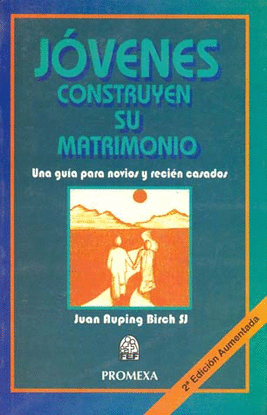 JÓVENES
CONSTRUYEN
SU
MATRIMONIO
Una guía para novios y recién casados
Juan Auping Birch SJ
PROMEXA
2ª Edición Aumentada